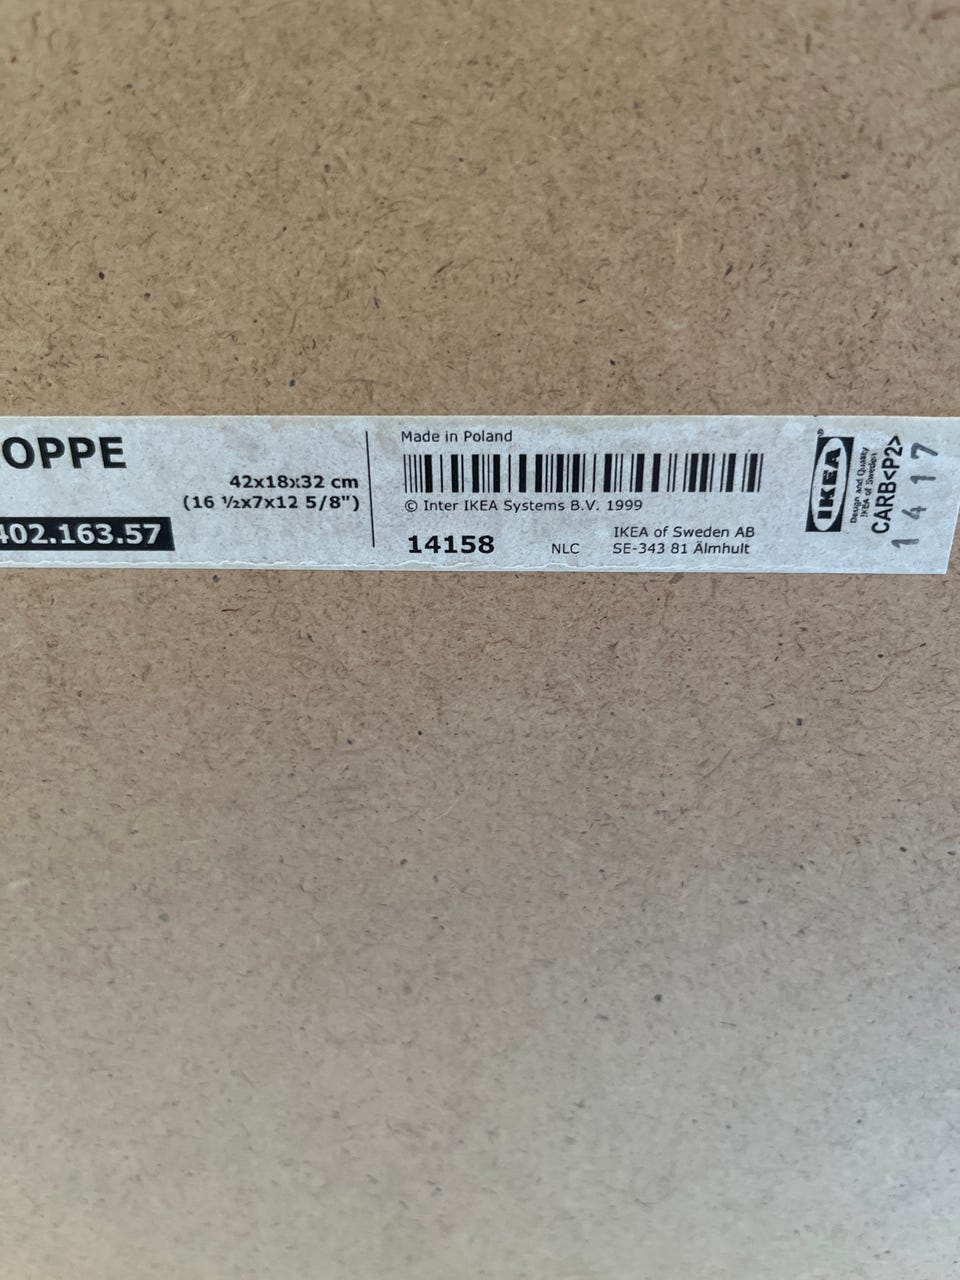 OPPE
42x18x32 cm
(16 ½x7x12 5/8")
402.163.57
Made in Poland
© Inter IKEA Systems B.V. 1999
14158
NLC
IKEA of Sweden AB
SE-343 81 Älmhult
IKEA®
Design and Quality
IKEA of Sweden
CARB<P2>
1417